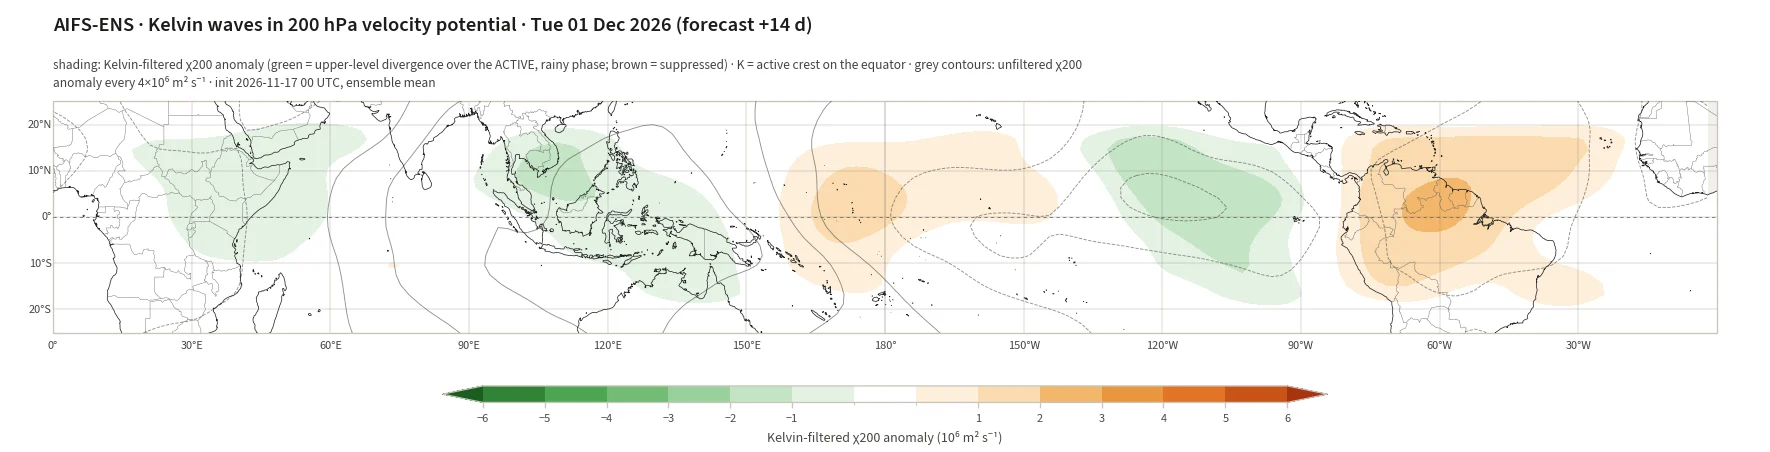 AIFS-ENS · Kelvin waves in 200 hPa velocity potential · Tue 01 Dec 2026 (forecast +14 d)
shading: Kelvin-filtered χ200 anomaly (green = upper-level divergence over the ACTIVE, rainy phase; brown = suppressed) · K = active crest on the equator · grey contours: unfiltered χ200
anomaly every 4×10⁶ m² s⁻¹ · init 2026-11-17 00 UTC, ensemble mean
20°N
10°N
0°
10°S
20°S
0° 30°E 60°E 90°E 120°E 150°E 180° 150°W 120°W 90°W 60°W 30°W
−6 −5 −4 −3 −2 −1 1 2 3 4 5 6
Kelvin-filtered χ200 anomaly (10⁶ m² s⁻¹)